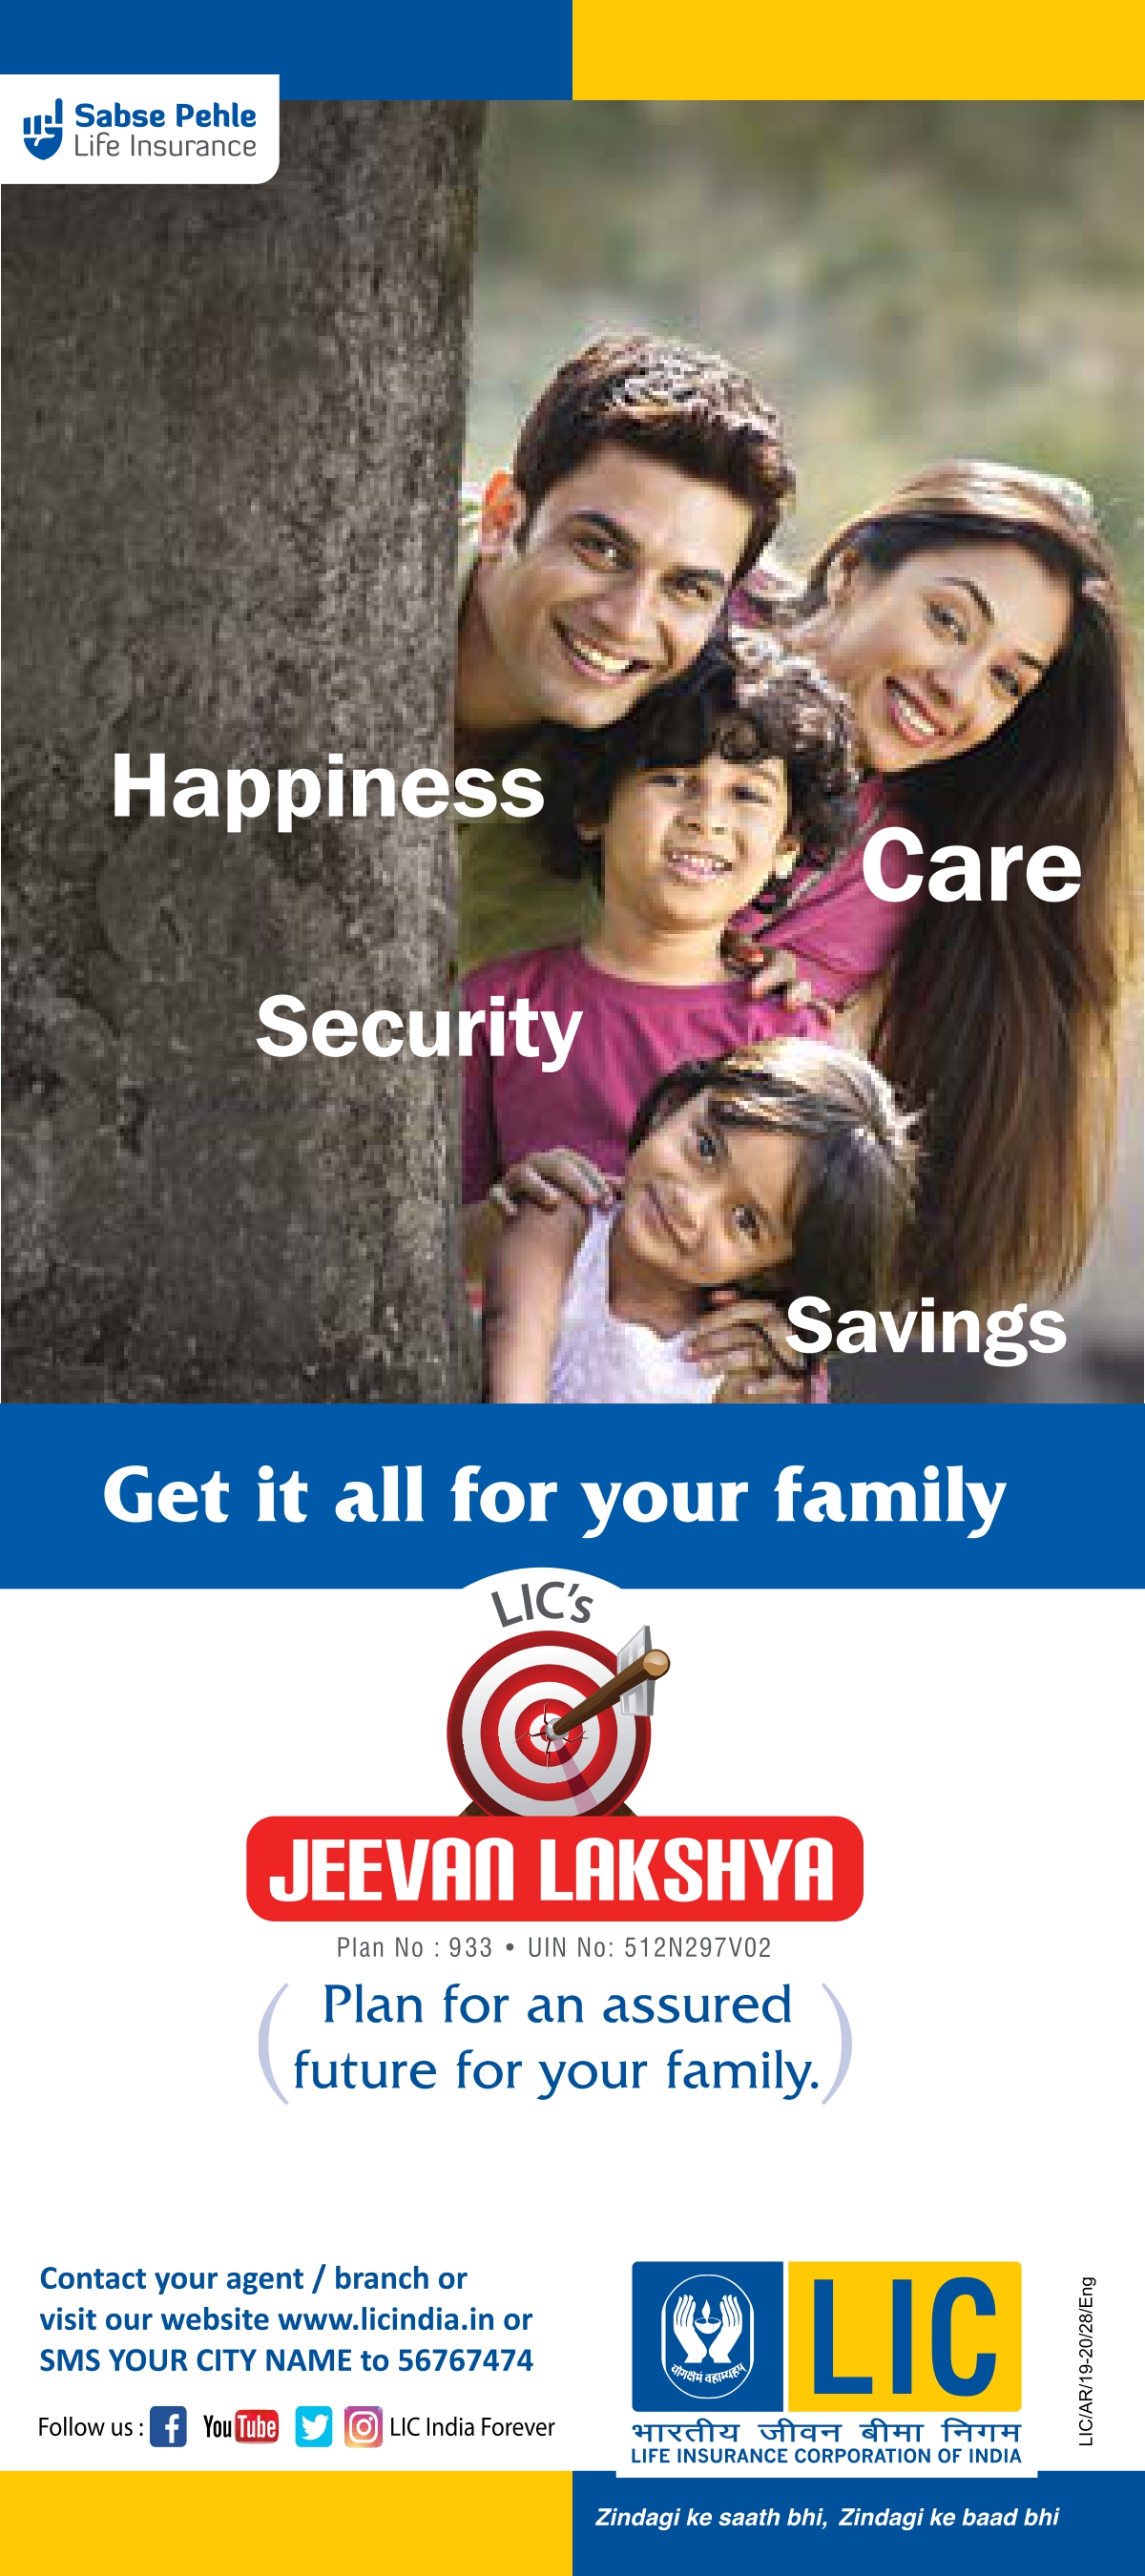 Sabse Pehle
Life Insurance
Happiness
Care
Security
Savings
Get it all for your family
LIC's
JEEVAN LAKSHYA
Plan No : 933 • UIN No: 512N297V02
Plan for an assured
future for your family.
Contact your agent / branch or
visit our website www.licindia.in or
SMS YOUR CITY NAME to 56767474
Follow us : f YouTube LIC India Forever
योगक्षेमं वहाम्यहम्
LIC
भारतीय जीवन बीमा निगम
LIFE INSURANCE CORPORATION OF INDIA
LIC/AR/19-20/28/Eng
Zindagi ke saath bhi, Zindagi ke baad bhi